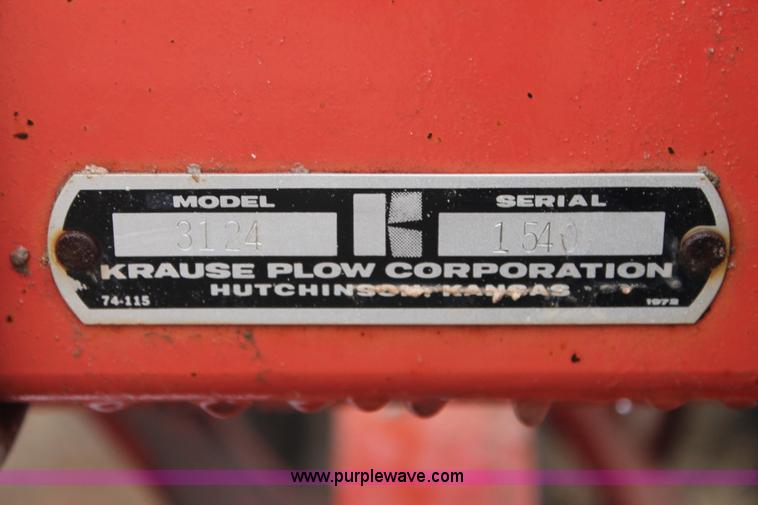 MODEL SERIAL
3124 1540
KRAUSE PLOW CORPORATION
HUTCHINSON, KANSAS
74-115 1972
www.purplewave.com